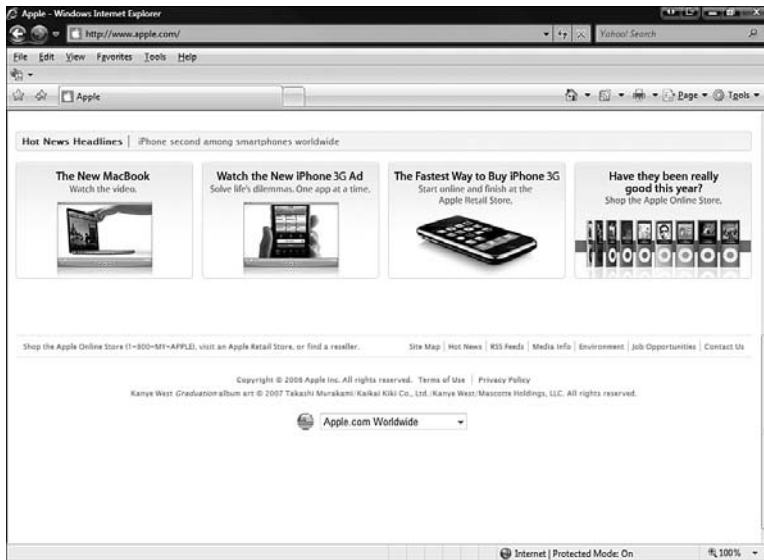 Apple - Windows Internet Explorer
http://www.apple.com/
Yahoo! Search
File Edit View Favorites Tools Help
Apple
Page Tools
Hot News Headlines | iPhone second among smartphones worldwide
The New MacBook
Watch the video.
Watch the New iPhone 3G Ad
Solve life's dilemmas. One app at a time.
The Fastest Way to Buy iPhone 3G
Start online and finish at the
Apple Retail Store.
Have they been really
good this year?
Shop the Apple Online Store.
Shop the Apple Online Store (1-800-MY-APPLE), visit an Apple Retail Store, or find a reseller.
Site Map | Hot News | RSS Feeds | Media Info | Environment | Job Opportunities | Contact Us
Copyright © 2008 Apple Inc. All rights reserved. Terms of Use | Privacy Policy
Kanye West Graduation album art © 2007 Takashi Murakami/Kaikai Kiki Co., Ltd./Kanye West/Mascotte Holdings, LLC. All rights reserved.
Apple.com Worldwide
Internet | Protected Mode: On
100%